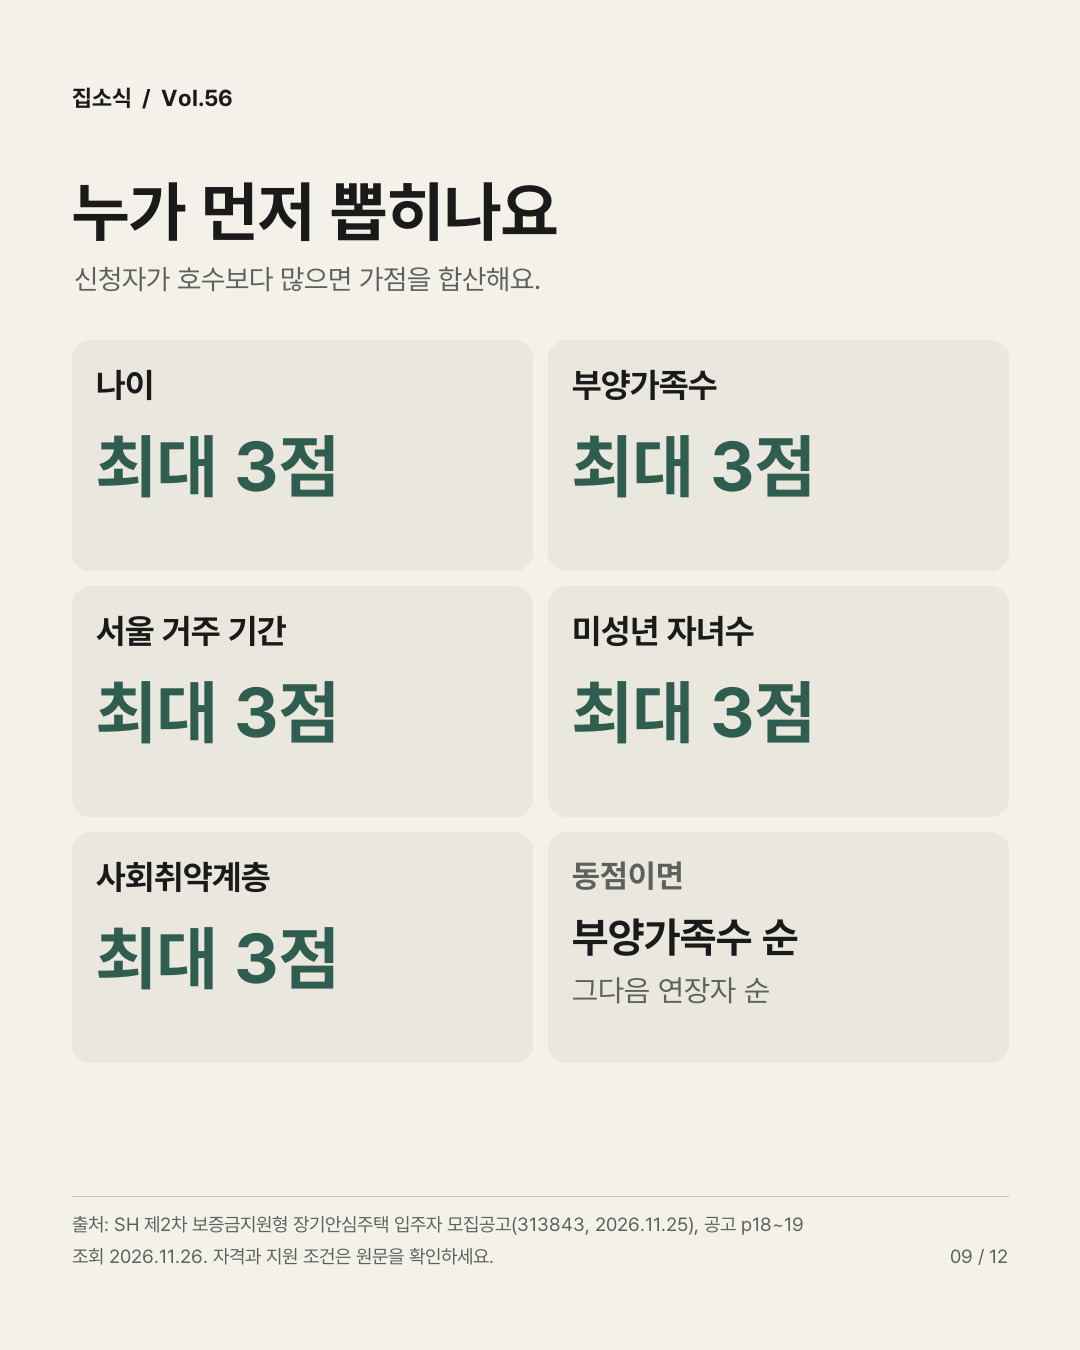 집소식 / Vol.56
누가 먼저 뽑히나요
신청자가 호수보다 많으면 가점을 합산해요.
나이
최대 3점
부양가족수
최대 3점
서울 거주 기간
최대 3점
미성년 자녀수
최대 3점
사회취약계층
최대 3점
동점이면
부양가족수 순
그다음 연장자 순
출처: SH 제2차 보증금지원형 장기안심주택 입주자 모집공고(313843, 2026.11.25), 공고 p18~19
조회 2026.11.26. 자격과 지원 조건은 원문을 확인하세요.
09 / 12